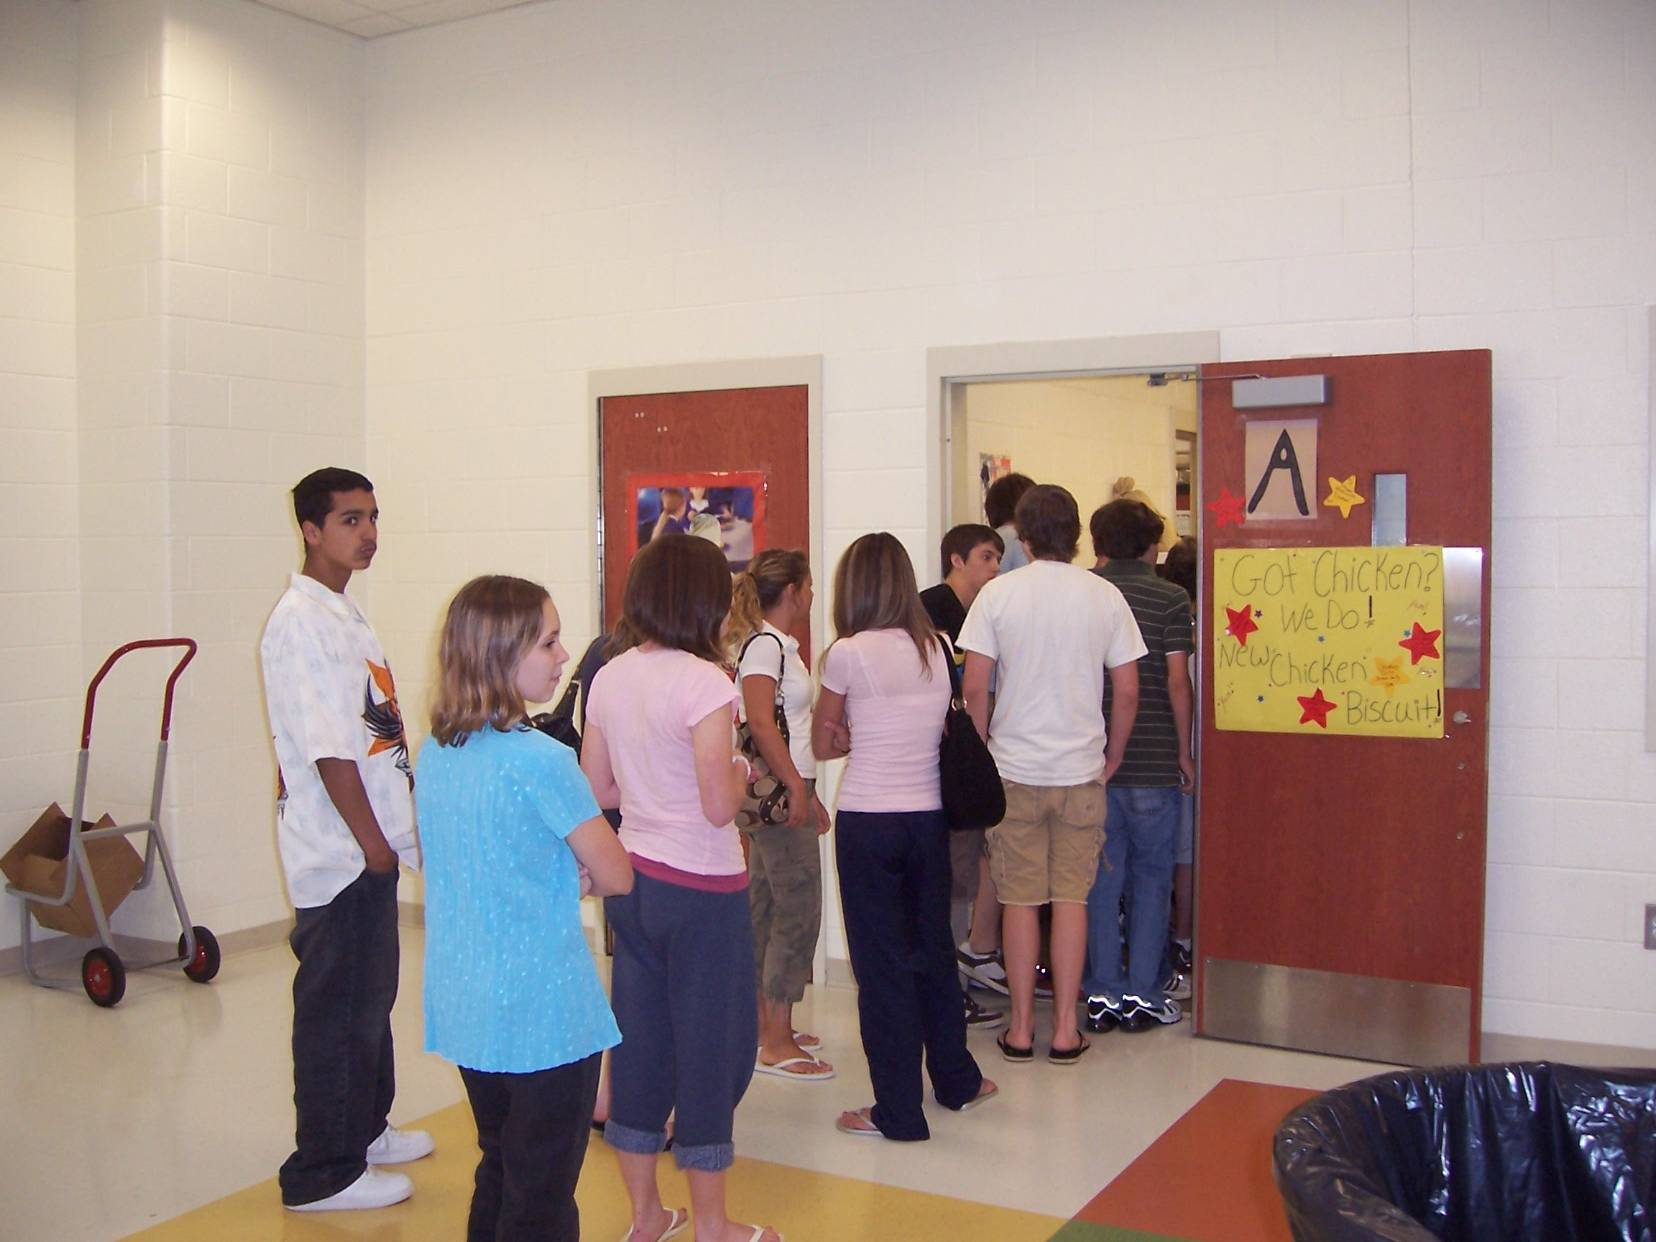 A
Got Chicken?
We Do!
New Chicken
Biscuit!